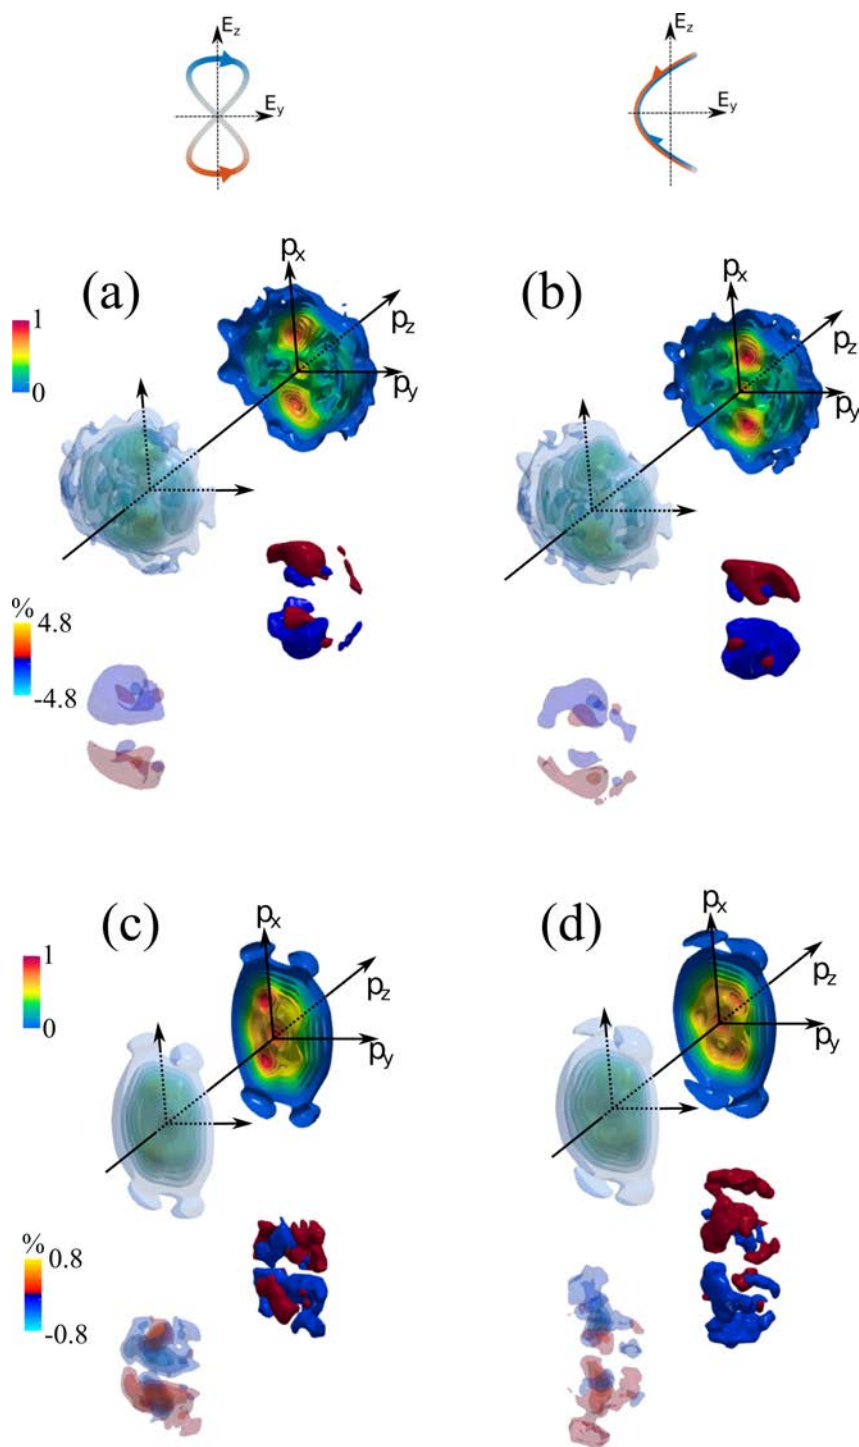 E_z
E_z
E_y
E_y
(a)
p_x
(b)
p_x
1
0
p_z
p_y
p_z
p_y
%
4.8
-4.8
(c)
p_x
(d)
p_x
1
0
p_z
p_y
p_z
p_y
%
0.8
-0.8